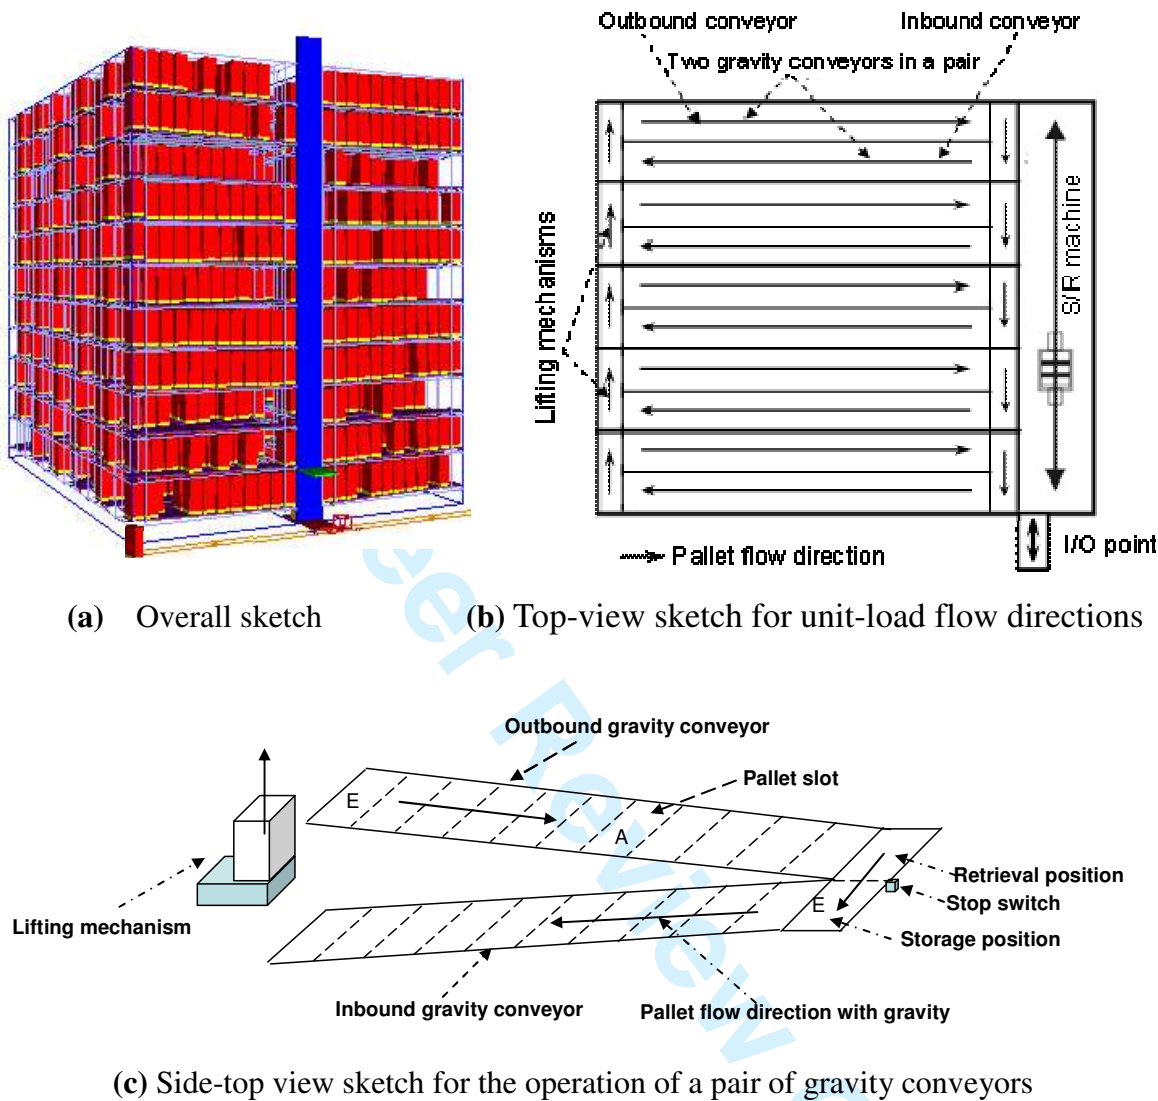 Outbound conveyor
Inbound conveyor
Two gravity conveyors in a pair
Lifting mechanisms
S/R machine
Pallet flow direction
I/O point
(a) Overall sketch
(b) Top-view sketch for unit-load flow directions
Outbound gravity conveyor
Pallet slot
E
A
Retrieval position
E
Stop switch
Lifting mechanism
Storage position
Inbound gravity conveyor
Pallet flow direction with gravity
(c) Side-top view sketch for the operation of a pair of gravity conveyors
eer Review